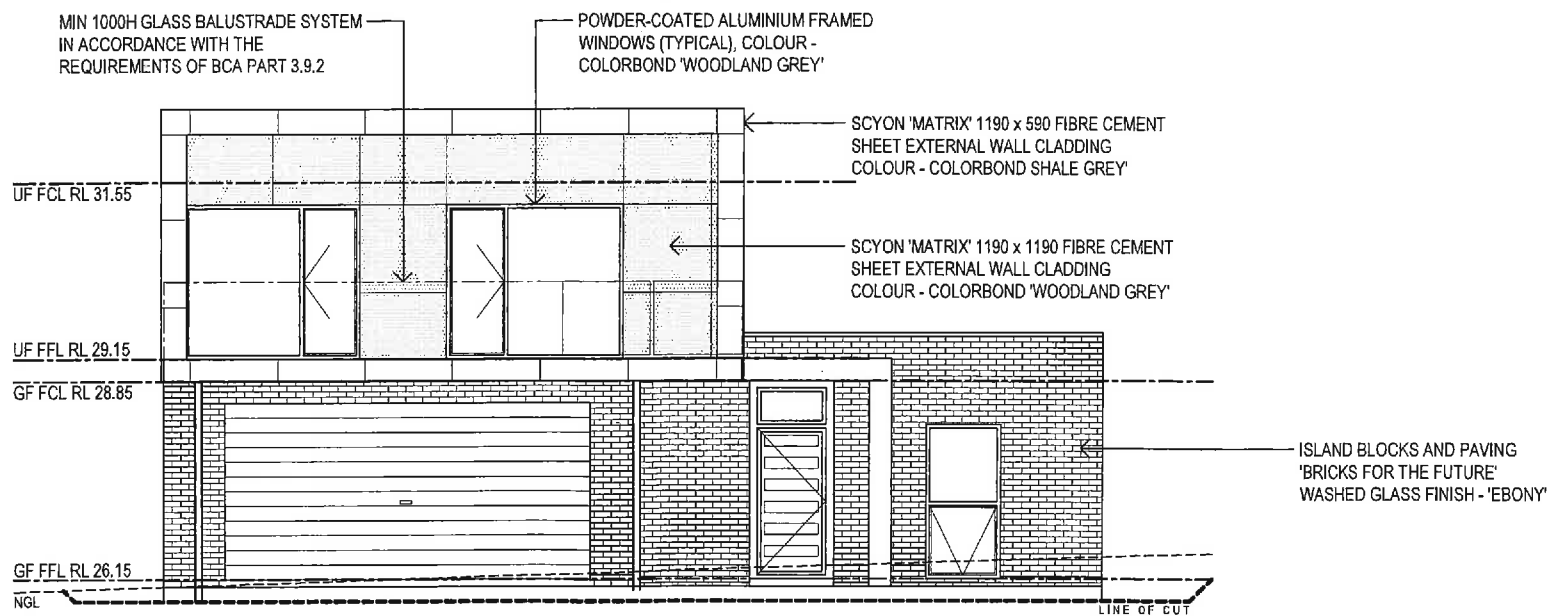 MIN 1000H GLASS BALUSTRADE SYSTEM
IN ACCORDANCE WITH THE
REQUIREMENTS OF BCA PART 3.9.2
POWDER-COATED ALUMINIUM FRAMED
WINDOWS (TYPICAL), COLOUR -
COLORBOND 'WOODLAND GREY'
SCYON 'MATRIX' 1190 x 590 FIBRE CEMENT
SHEET EXTERNAL WALL CLADDING
COLOUR - COLORBOND SHALE GREY'
UF FCL RL 31.55
SCYON 'MATRIX' 1190 x 1190 FIBRE CEMENT
SHEET EXTERNAL WALL CLADDING
COLOUR - COLORBOND 'WOODLAND GREY'
UF FFL RL 29.15
GF FCL RL 28.85
ISLAND BLOCKS AND PAVING
'BRICKS FOR THE FUTURE'
WASHED GLASS FINISH - 'EBONY'
GF FFL RL 26.15
NGL
LINE OF CUT